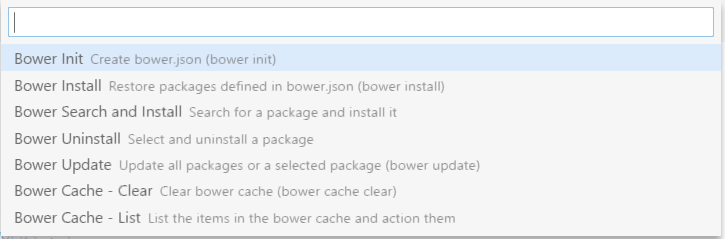 Bower Init Create bower.json (bower init)
Bower Install Restore packages defined in bower.json (bower install)
Bower Search and Install Search for a package and install it
Bower Uninstall Select and uninstall a package
Bower Update Update all packages or a selected package (bower update)
Bower Cache - Clear Clear bower cache (bower cache clear)
Bower Cache - List List the items in the bower cache and action them